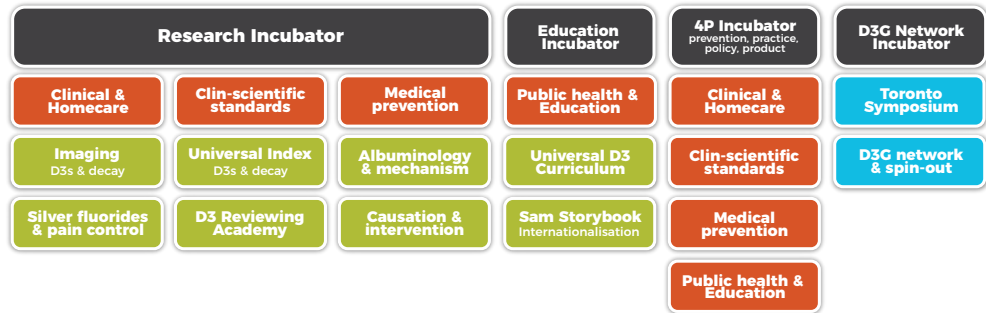 Research Incubator
Education
Incubator
4P Incubator
prevention, practice,
policy, product
D3G Network
Incubator
Clinical &
Homecare
Clin-scientific
standards
Medical
prevention
Public health &
Education
Clinical &
Homecare
Toronto
Symposium
Imaging
D3s & decay
Universal Index
D3s & decay
Albuminology
& mechanism
Universal D3
Curriculum
Clin-scientific
standards
D3G network
& spin-out
Silver fluorides
& pain control
D3 Reviewing
Academy
Causation &
intervention
Sam Storybook
Internationalisation
Medical
prevention
Public health &
Education